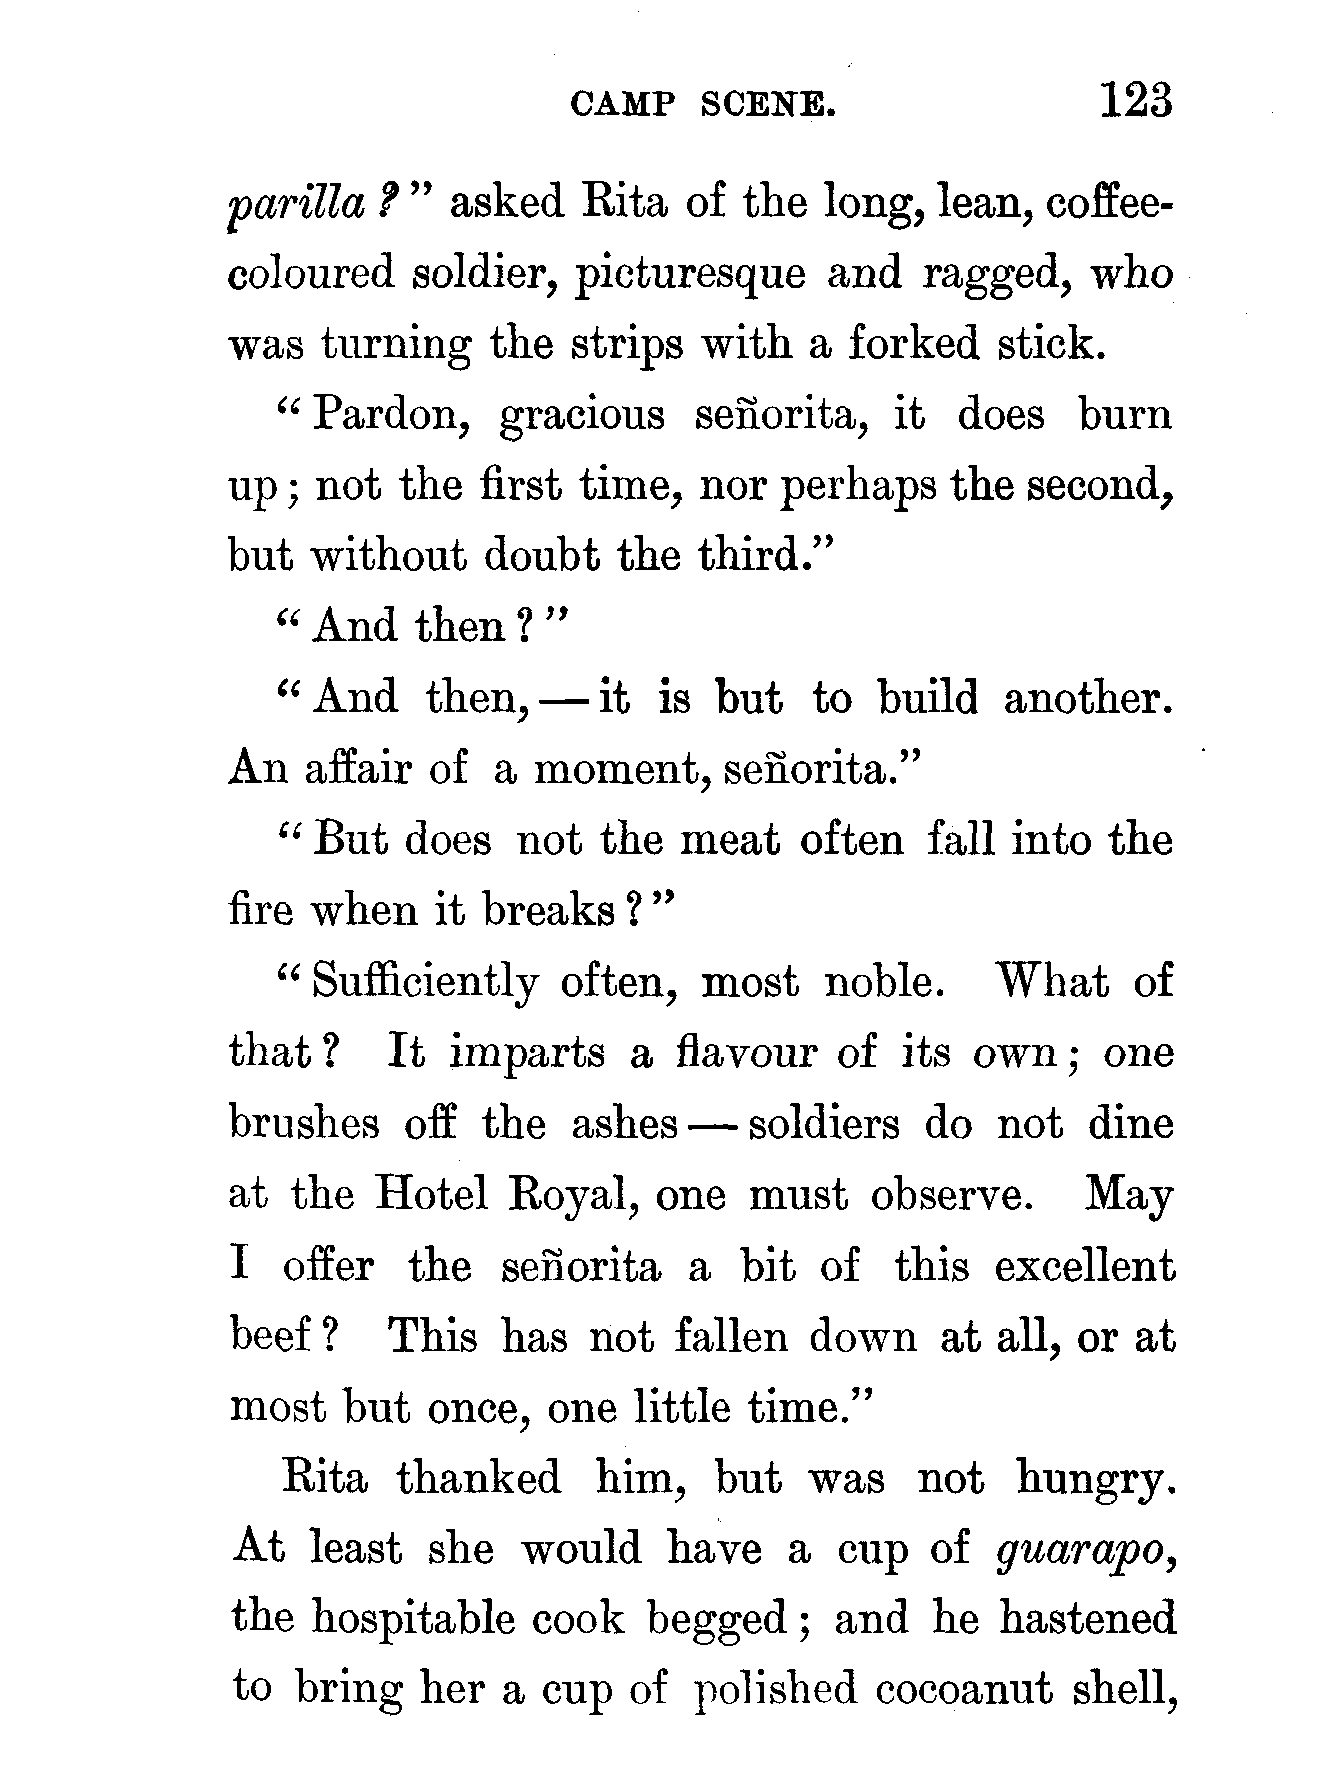 CAMP SCENE. 123
parilla?" asked Rita of the long, lean, coffee-
coloured soldier, picturesque and ragged, who
was turning the strips with a forked stick.
"Pardon, gracious señorita, it does burn
up; not the first time, nor perhaps the second,
but without doubt the third."
"And then?"
"And then,—it is but to build another.
An affair of a moment, señorita."
"But does not the meat often fall into the
fire when it breaks?"
"Sufficiently often, most noble. What of
that? It imparts a flavour of its own; one
brushes off the ashes—soldiers do not dine
at the Hotel Royal, one must observe. May
I offer the señorita a bit of this excellent
beef? This has not fallen down at all, or at
most but once, one little time."
Rita thanked him, but was not hungry.
At least she would have a cup of guarapo,
the hospitable cook begged; and he hastened
to bring her a cup of polished cocoanut shell,